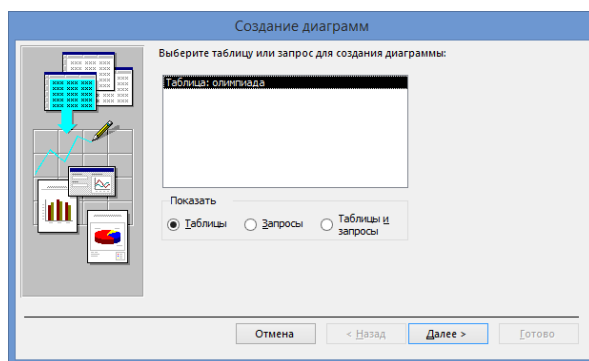 Создание диаграмм
Выберите таблицу или запрос для создания диаграммы:
Таблица: олимпиада
Показать
Таблицы
Запросы
Таблицы и
запросы
Отмена
< Назад
Далее >
Готово